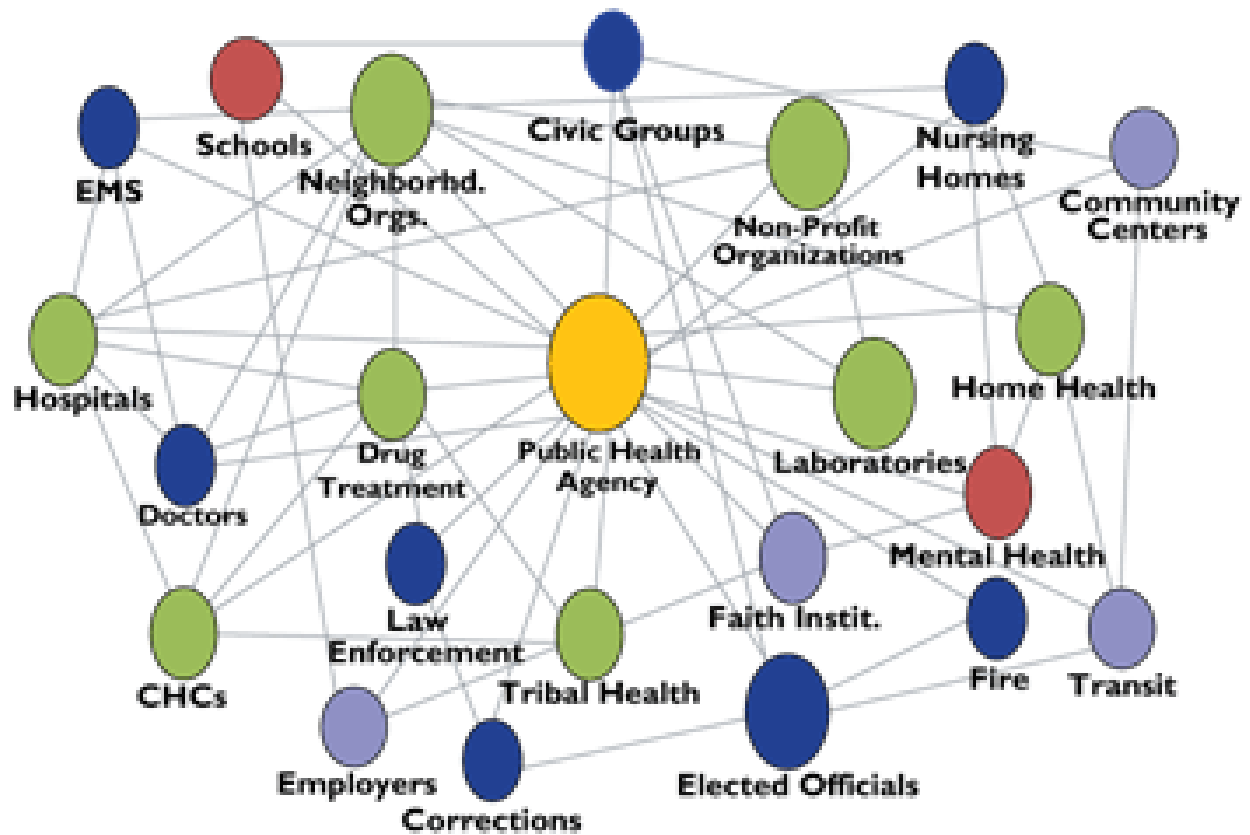 Schools
Civic Groups
EMS
Neighborhd.
Orgs.
Nursing
Homes
Community
Centers
Non-Profit
Organizations
Hospitals
Home Health
Drug
Treatment
Public Health
Agency
Laboratories
Doctors
Mental Health
Law
Enforcement
Faith Instit.
CHCs
Tribal Health
Fire
Transit
Employers
Elected Officials
Corrections